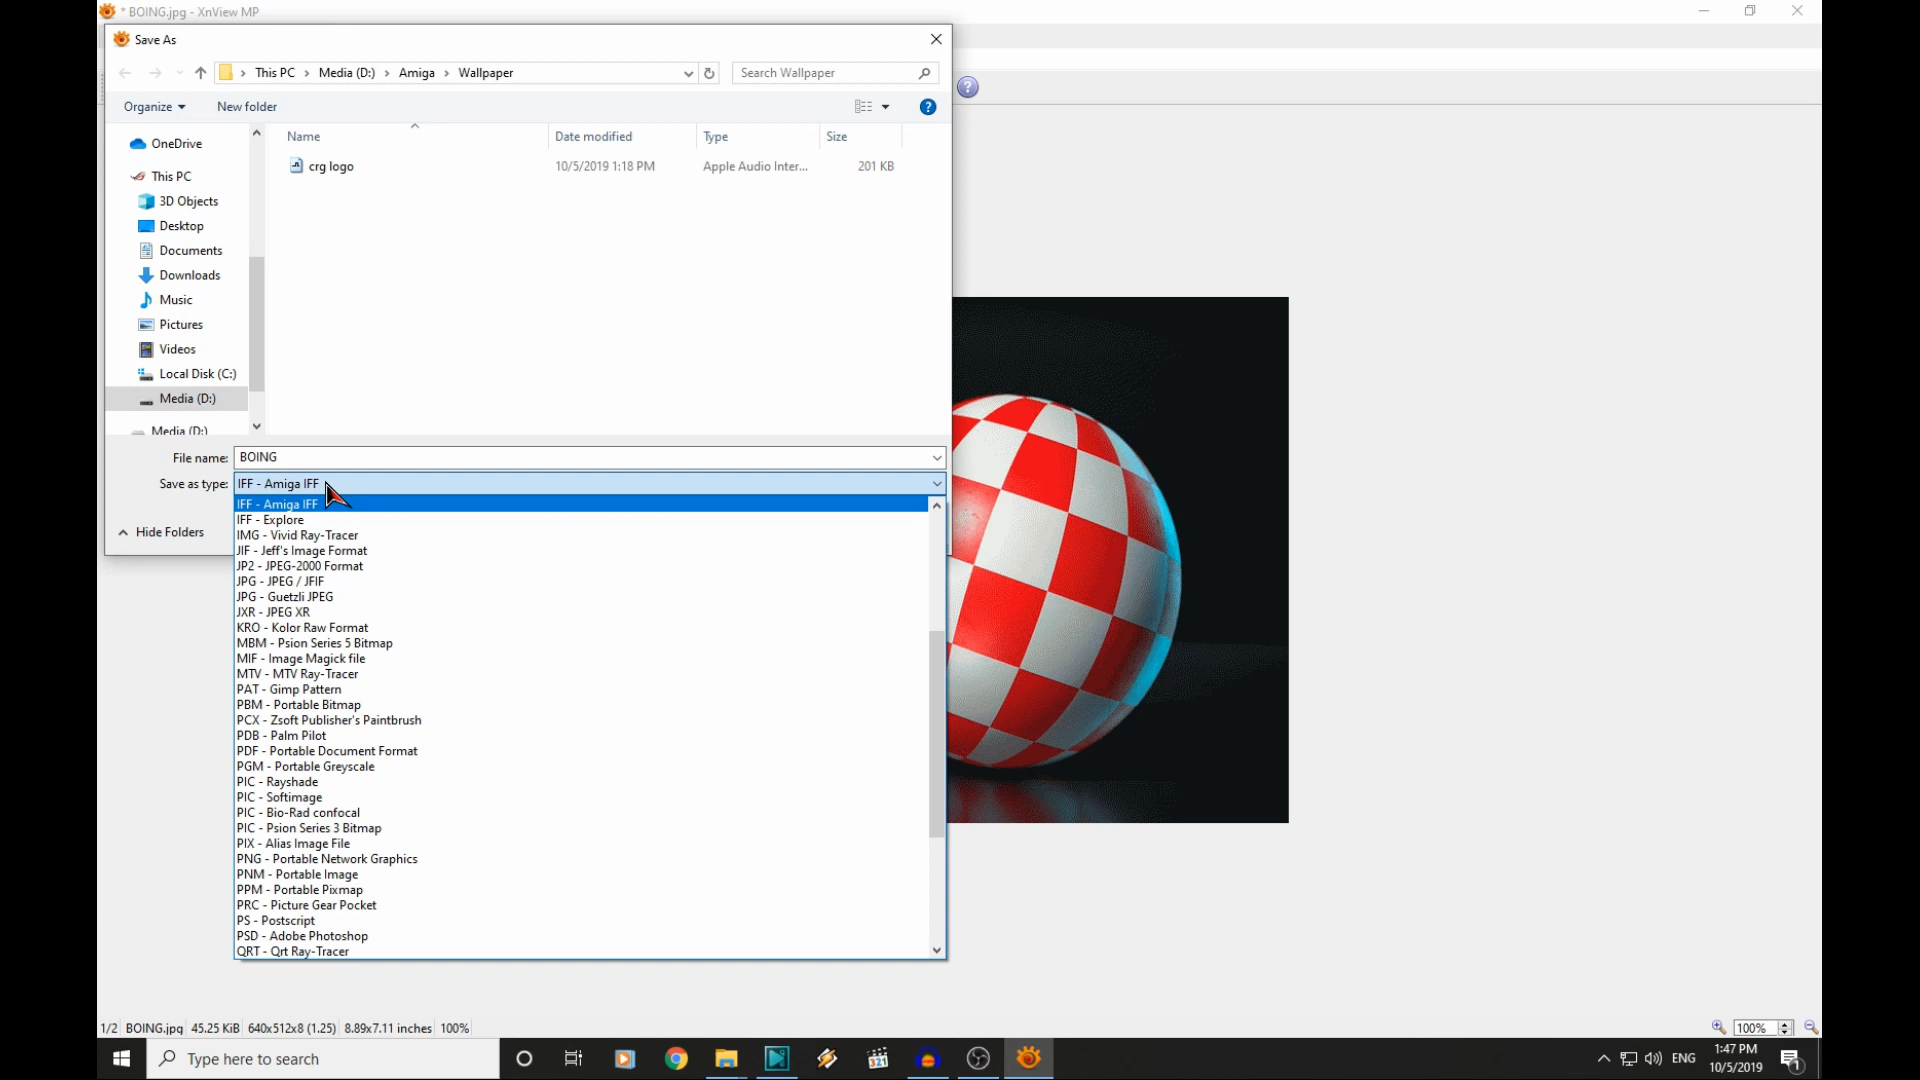 * BOING.jpg - XnView MP
Save As
This PC > Media (D:) > Amiga > Wallpaper
Search Wallpaper
Organize
New folder
Name
Date modified
Type
Size
crg logo
10/5/2019 1:18 PM
Apple Audio Inter...
201 KB
OneDrive
This PC
3D Objects
Desktop
Documents
Downloads
Music
Pictures
Videos
Local Disk (C:)
Media (D:)
Media (D:)
File name: BOING
Save as type: IFF - Amiga IFF
Hide Folders
IFF - Amiga IFF
IFF - Explore
IMG - Vivid Ray-Tracer
JIF - Jeff's Image Format
JP2 - JPEG-2000 Format
JPG - JPEG / JFIF
JPG - Guetzli JPEG
JXR - JPEG XR
KRO - Kolor Raw Format
MBM - Psion Series 5 Bitmap
MIF - Image Magick file
MTV - MTV Ray-Tracer
PAT - Gimp Pattern
PBM - Portable Bitmap
PCX - Zsoft Publisher's Paintbrush
PDB - Palm Pilot
PDF - Portable Document Format
PGM - Portable Greyscale
PIC - Rayshade
PIC - Softimage
PIC - Bio-Rad confocal
PIC - Psion Series 3 Bitmap
PIX - Alias Image File
PNG - Portable Network Graphics
PNM - Portable Image
PPM - Portable Pixmap
PRC - Picture Gear Pocket
PS - Postscript
PSD - Adobe Photoshop
QRT - Qrt Ray-Tracer
1/2 BOING.jpg 45.25 KiB 640x512x8 (1.25) 8.89x7.11 inches 100%
100%
Type here to search
321
ENG
1:47 PM
10/5/2019
1